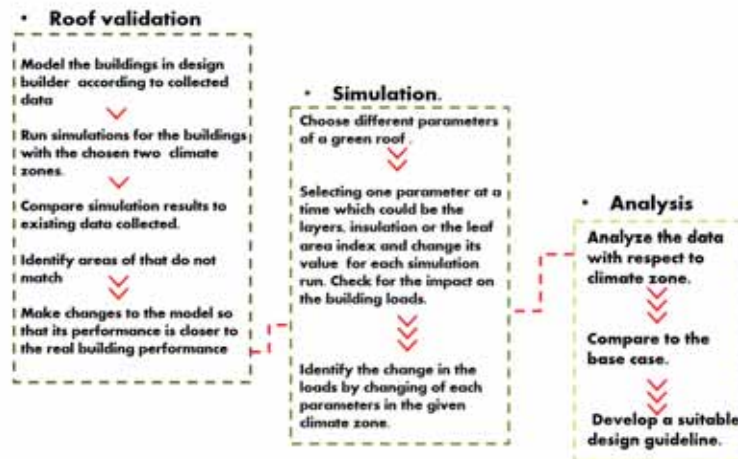 • Roof validation
Model the buildings in design
builder according to collected
data
Run simulations for the buildings
with the chosen two climate
zones.
Compare simulation results to
existing data collected.
Identify areas of that do not
match
Make changes to the model so
that its performance is closer to
the real building performance
• Simulation.
Choose different parameters
of a green roof .
Selecting one parameter at a
time which could be the
layers, insulation or the leaf
area index and change its
value for each simulation
run. Check for the impact on
the building loads.
Identify the change in the
loads by changing of each
parameters in the given
climate zone.
• Analysis
Analyze the data
with respect to
climate zone.
Compare to the
base case.
Develop a suitable
design guideline.